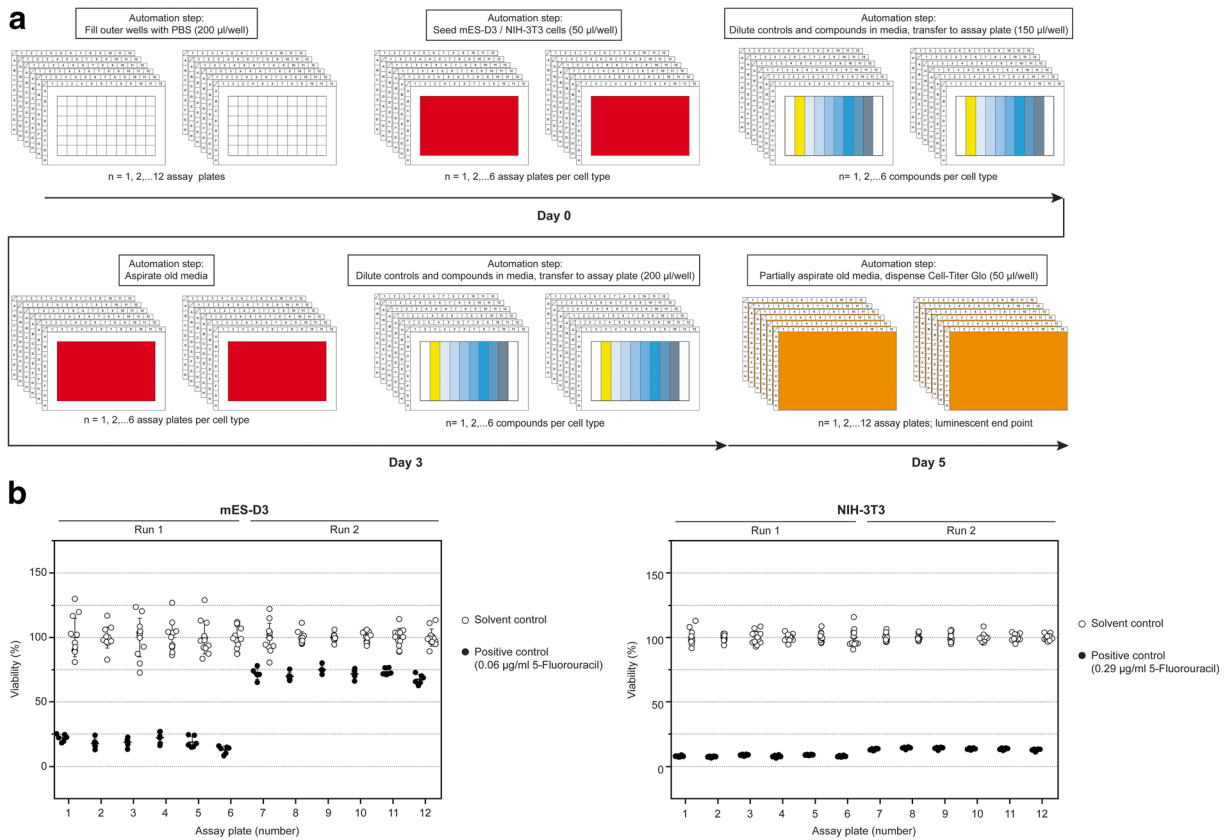 a
Automation step:
Fill outer wells with PBS (200 µl/well)
Automation step:
Seed mES-D3 / NIH-3T3 cells (50 µl/well)
Automation step:
Dilute controls and compounds in media, transfer to assay plate (150 µl/well)
n = 1, 2,...12 assay plates
n = 1, 2,...6 assay plates per cell type
n= 1, 2,...6 compounds per cell type
Day 0
Automation step:
Aspirate old media
Automation step:
Dilute controls and compounds in media, transfer to assay plate (200 µl/well)
Automation step:
Partially aspirate old media, dispense Cell-Titer Glo (50 µl/well)
n = 1, 2,...6 assay plates per cell type
n= 1, 2,...6 compounds per cell type
n= 1, 2,...12 assay plates; luminescent end point
Day 3
Day 5
b
mES-D3
Run 1
Run 2
Viability (%)
150
100
50
0
1 2 3 4 5 6 7 8 9 10 11 12
Assay plate (number)
Solvent control
Positive control
(0.06 µg/ml 5-Fluorouracil)
NIH-3T3
Run 1
Run 2
Viability (%)
150
100
50
0
1 2 3 4 5 6 7 8 9 10 11 12
Assay plate (number)
Solvent control
Positive control
(0.29 µg/ml 5-Fluorouracil)